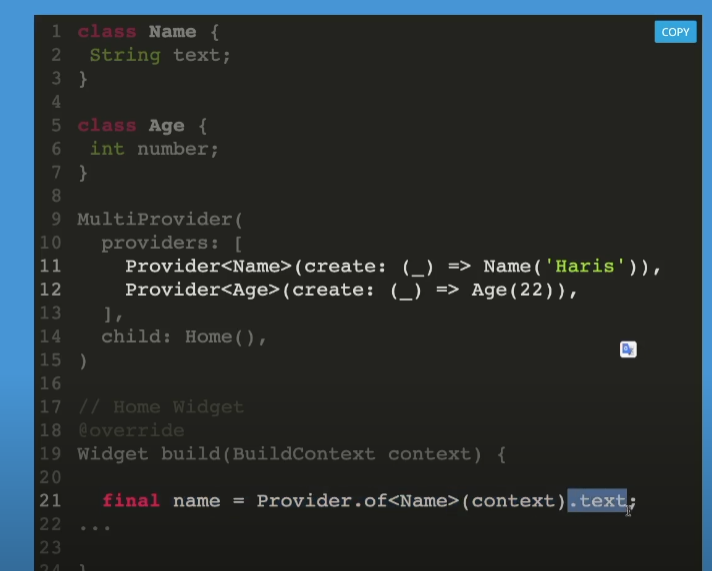 COPY
1 class Name {
2  String text;
3 }
4
5 class Age {
6  int number;
7 }
8
9 MultiProvider(
10   providers: [
11     Provider<Name>(create: (_) => Name('Haris')),
12     Provider<Age>(create: (_) => Age(22)),
13   ],
14   child: Home(),
15 )
16
17 // Home Widget
18 @override
19 Widget build(BuildContext context) {
20
21   final name = Provider.of<Name>(context).text;
22 ...
23
24 }